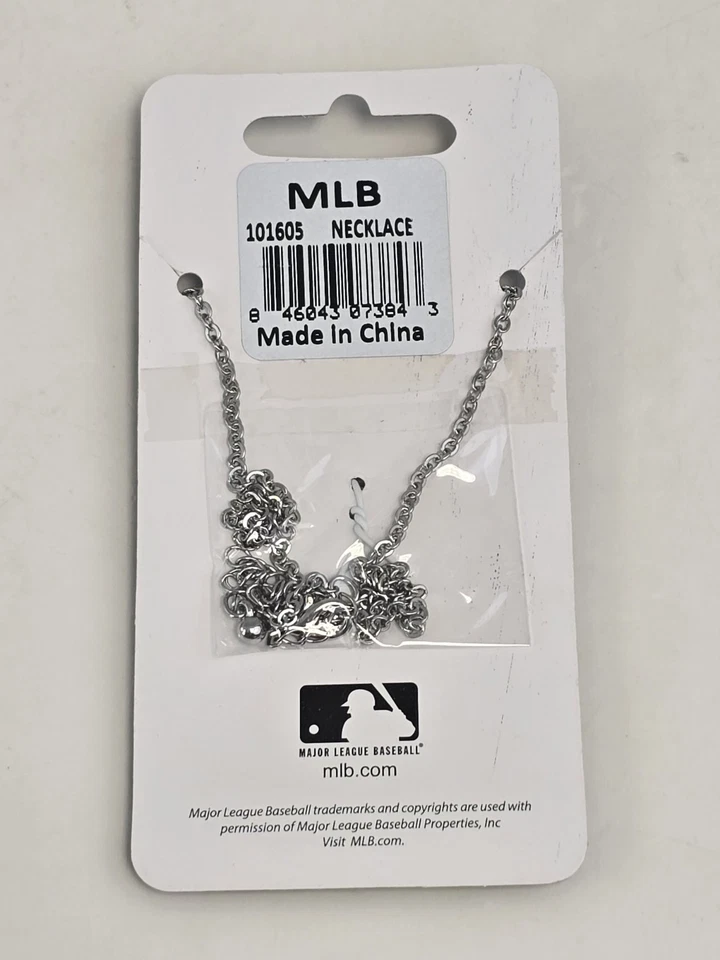 MLB
101605 NECKLACE
8 46043 07384 3
Made in China
MAJOR LEAGUE BASEBALL®
mlb.com
Major League Baseball trademarks and copyrights are used with
permission of Major League Baseball Properties, Inc
Visit MLB.com.